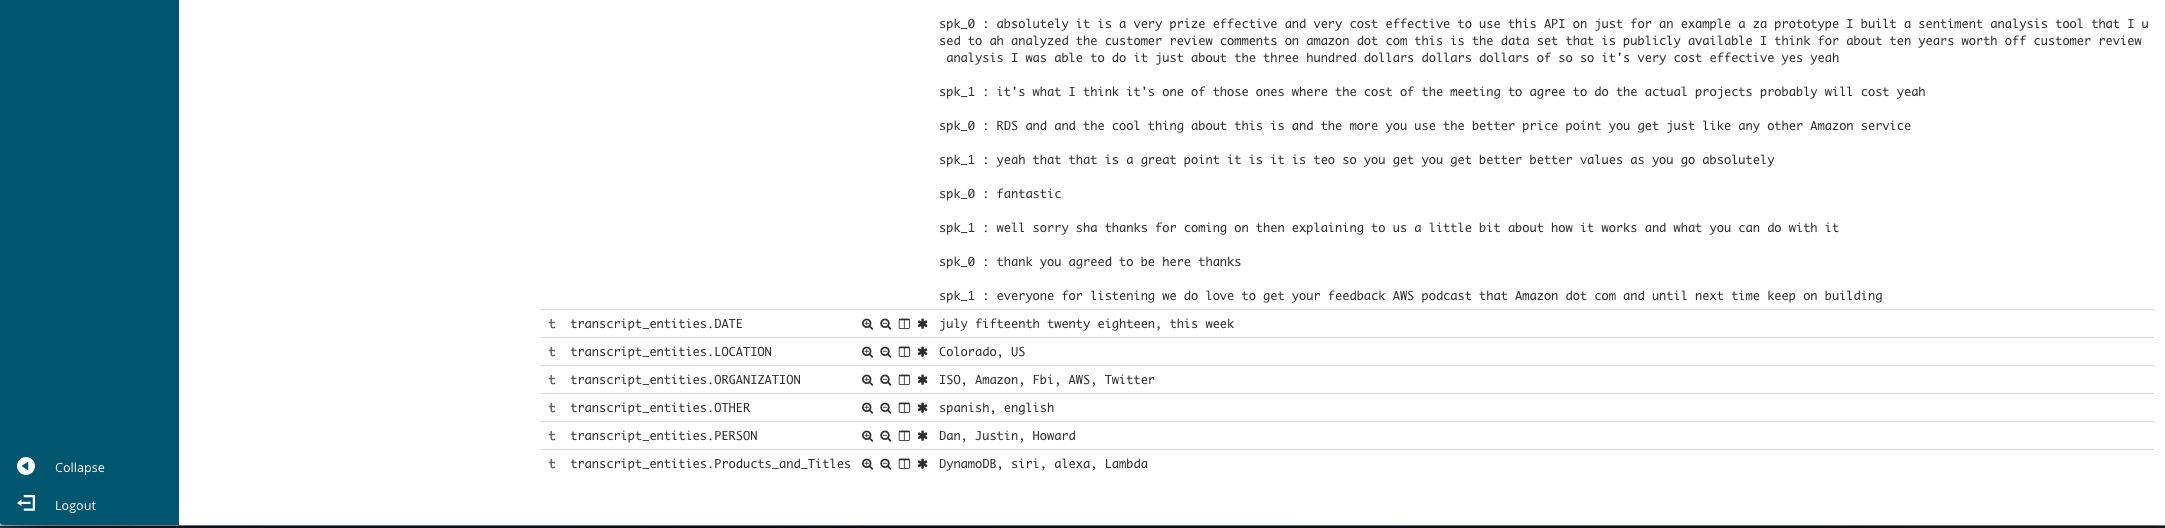 spk_0 : absolutely it is a very prize effective and very cost effective to use this API on just for an example a za prototype I built a sentiment analysis tool that I u
sed to ah analyzed the customer review comments on amazon dot com this is the data set that is publicly available I think for about ten years worth off customer review
analysis I was able to do it just about the three hundred dollars dollars dollars of so so it's very cost effective yes yeah
spk_1 : it's what I think it's one of those ones where the cost of the meeting to agree to do the actual projects probably will cost yeah
spk_0 : RDS and and the cool thing about this is and the more you use the better price point you get just like any other Amazon service
spk_1 : yeah that that is a great point it is it is teo so you get you get better better values as you go absolutely
spk_0 : fantastic
spk_1 : well sorry sha thanks for coming on then explaining to us a little bit about how it works and what you can do with it
spk_0 : thank you agreed to be here thanks
spk_1 : everyone for listening we do love to get your feedback AWS podcast that Amazon dot com and until next time keep on building
t transcript_entities.DATE july fifteenth twenty eighteen, this week
t transcript_entities.LOCATION Colorado, US
t transcript_entities.ORGANIZATION ISO, Amazon, Fbi, AWS, Twitter
t transcript_entities.OTHER spanish, english
t transcript_entities.PERSON Dan, Justin, Howard
t transcript_entities.Products_and_Titles DynamoDB, siri, alexa, Lambda
Collapse
Logout